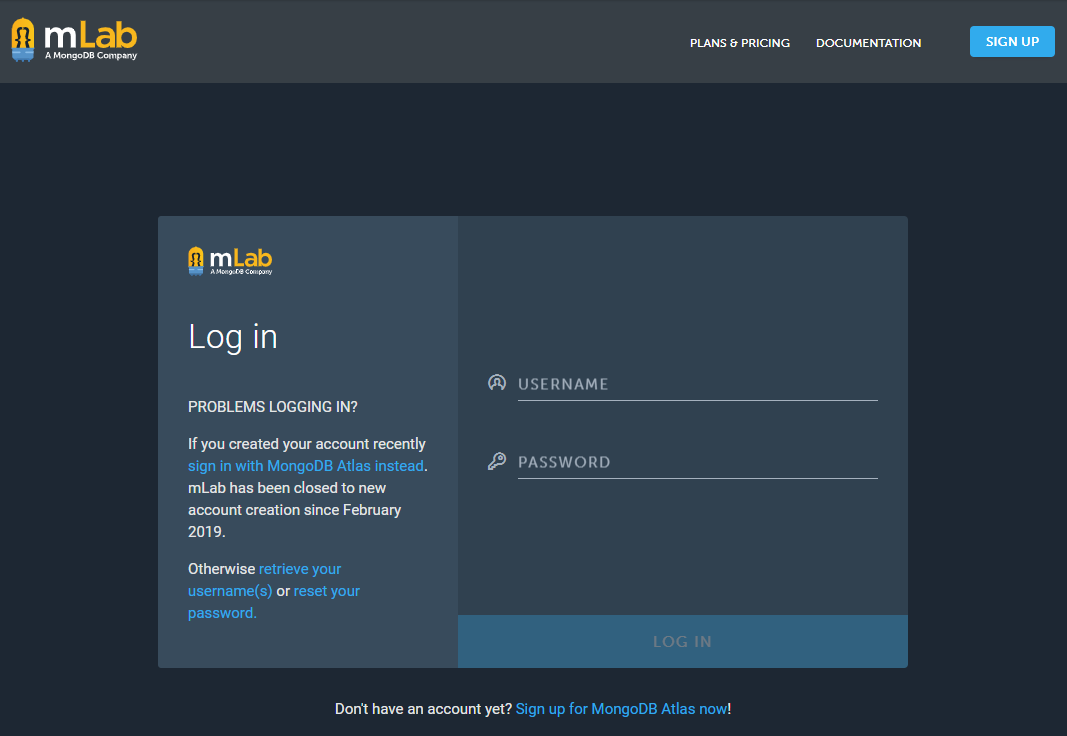 mLab
A MongoDB Company
PLANS & PRICING
DOCUMENTATION
SIGN UP
mLab
A MongoDB Company
Log in
PROBLEMS LOGGING IN?
If you created your account recently
sign in with MongoDB Atlas instead.
mLab has been closed to new
account creation since February
2019.
Otherwise retrieve your
username(s) or reset your
password.
USERNAME
PASSWORD
LOG IN
Don't have an account yet? Sign up for MongoDB Atlas now!